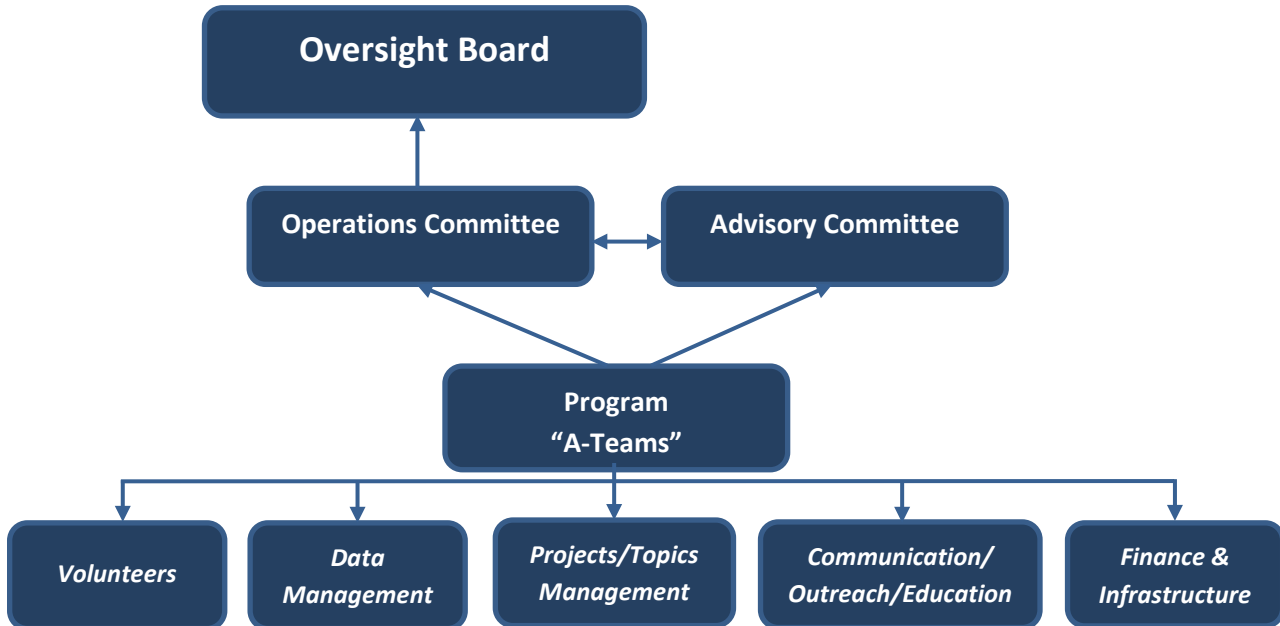 Oversight Board
Operations Committee
Advisory Committee
Program
“A-Teams”
Volunteers
Data
Management
Projects/Topics
Management
Communication/
Outreach/Education
Finance &
Infrastructure